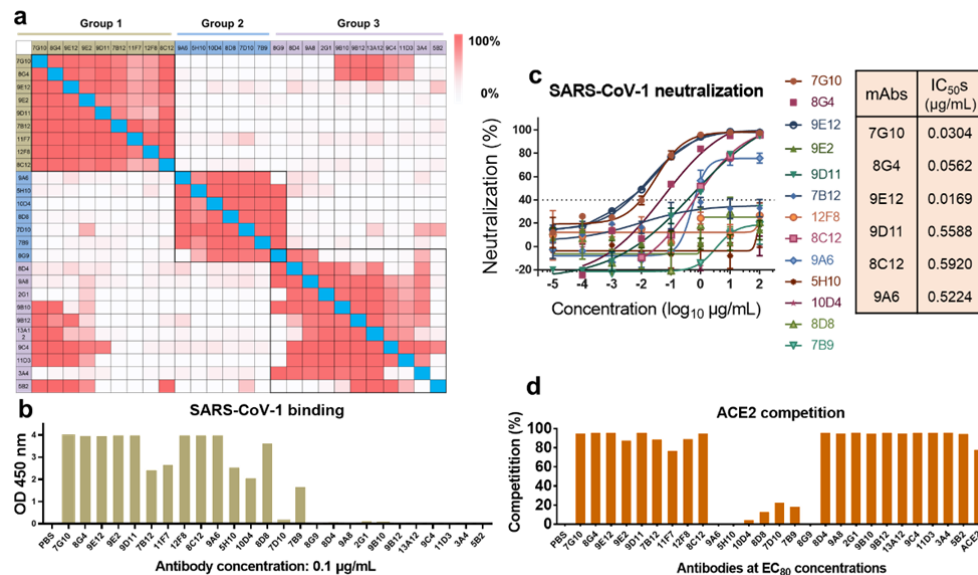 a
Group 1 Group 2 Group 3
7G10 8G4 9E12 9E2 9D11 7B12 11F7 12F8 8C12 9A6 5H10 10D4 8D8 7D10 7B9 8G9 8D4 9A8 2G1 9B10 9B12 13A12 9C4 11D3 3A4 5B2
7G10
8G4
9E12
9E2
9D11
7B12
11F7
12F8
8C12
9A6
5H10
10D4
8D8
7D10
7B9
8G9
8D4
9A8
2G1
9B10
9B12
13A1
2
9C4
11D3
3A4
5B2
100%
0%
b
SARS-CoV-1 binding
OD 450 nm
4
3
2
1
0
PBS 7G10 8G4 9E12 9E2 9D11 7B12 11F7 12F8 8C12 9A6 5H10 10D4 8D8 7D10 7B9 8G9 8D4 9A8 2G1 9B10 9B12 13A12 9C4 11D3 3A4 5B2
Antibody concentration: 0.1 µg/mL
c
SARS-CoV-1 neutralization
Neutralization (%)
100
80
60
40
20
0
-20
-5 -4 -3 -2 -1 0 1 2
Concentration (log10 µg/mL)
7G10
8G4
9E12
9E2
9D11
7B12
12F8
8C12
9A6
5H10
10D4
8D8
7B9
mAbs IC50s (µg/mL)
7G10 0.0304
8G4 0.0562
9E12 0.0169
9D11 0.5588
8C12 0.5920
9A6 0.5224
d
ACE2 competition
Competitition (%)
100
80
60
40
20
0
PBS 7G10 8G4 9E12 9E2 9D11 7B12 11F7 12F8 8C12 9A6 5H10 10D4 8D8 7D10 7B9 8G9 8D4 9A8 2G1 9B10 9B12 13A12 9C4 11D3 3A4 5B2 ACE2
Antibodies at EC80 concentrations